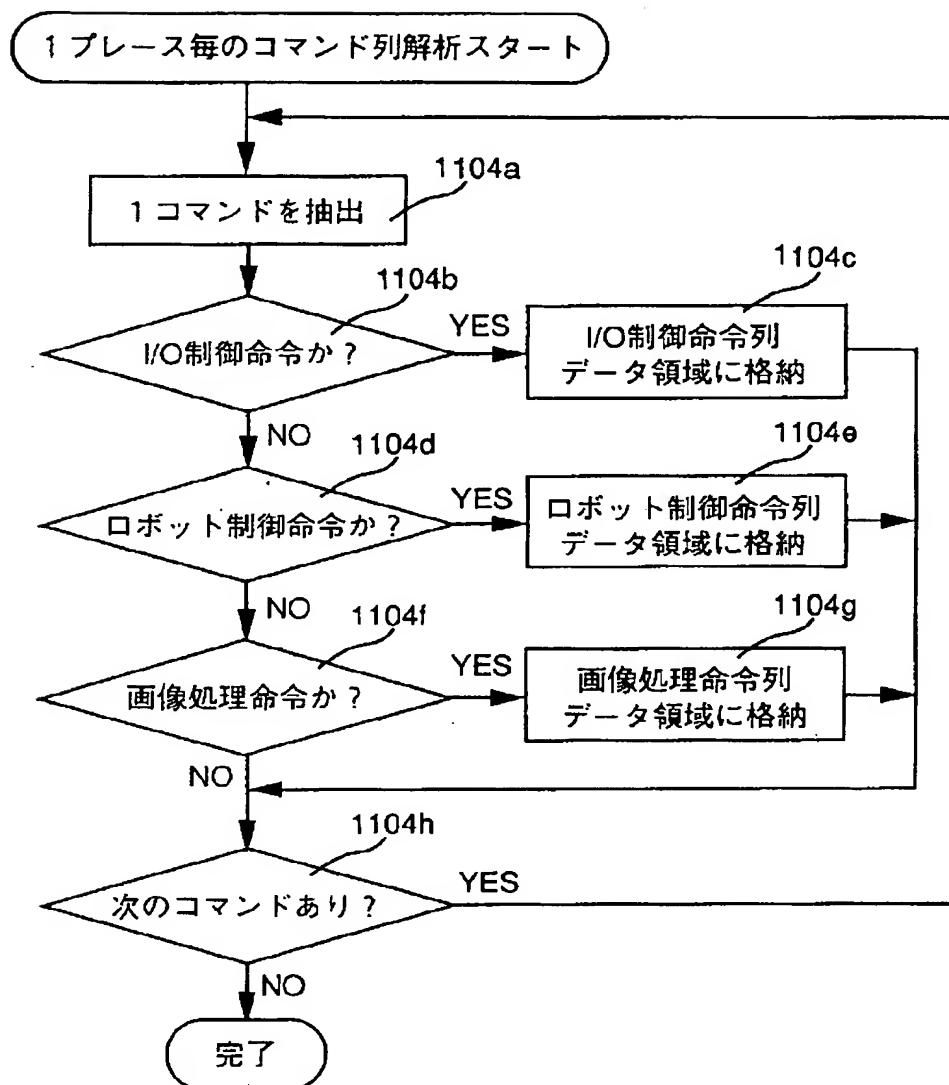 1 プレース毎のコマンド列解析スタート
1104a
1 コマンドを抽出
1104b
1104c
I/O制御命令か？
YES
I/O制御命令列
データ領域に格納
NO
1104d
1104e
ロボット制御命令か？
YES
ロボット制御命令列
データ領域に格納
NO
1104f
1104g
画像処理命令か？
YES
画像処理命令列
データ領域に格納
NO
1104h
次のコマンドあり？
YES
NO
完了